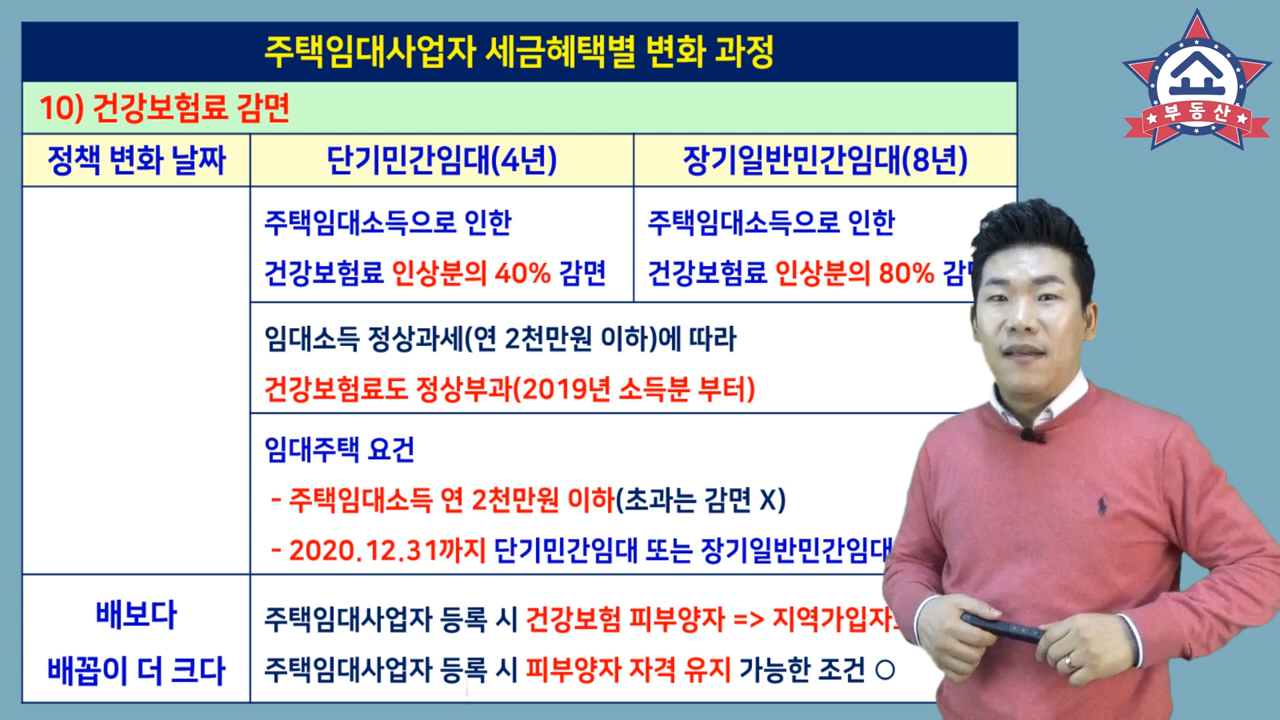 주택임대사업자 세금혜택별 변화 과정
부동산
10) 건강보험료 감면
정책 변화 날짜
단기민간임대(4년)
장기일반민간임대(8년)
주택임대소득으로 인한
건강보험료 인상분의 40% 감면
주택임대소득으로 인한
건강보험료 인상분의 80%
임대소득 정상과세(연 2천만원 이하)에 따라
건강보험료도 정상부과(2019년 소득분 부터)
임대주택 요건
- 주택임대소득 연 2천만원 이하(초과는 감면 X)
- 2020.12.31까지 단기민간임대 또는 장기일반민간임대
배보다
배꼽이 더 크다
주택임대사업자 등록 시 건강보험 피부양자 => 지역가입자
주택임대사업자 등록 시 피부양자 자격 유지 가능한 조건 ○